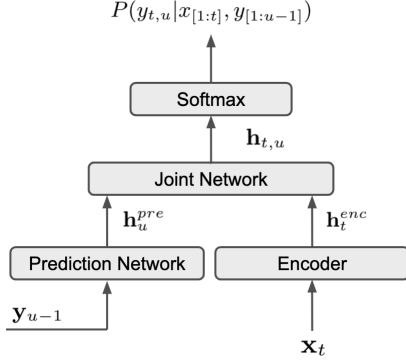 P(y_{t,u}|x_{[1:t]}, y_{[1:u-1]})
Softmax
h_{t,u}
Joint Network
h_u^{pre} h_t^{enc}
Prediction Network Encoder
y_{u-1}
x_t